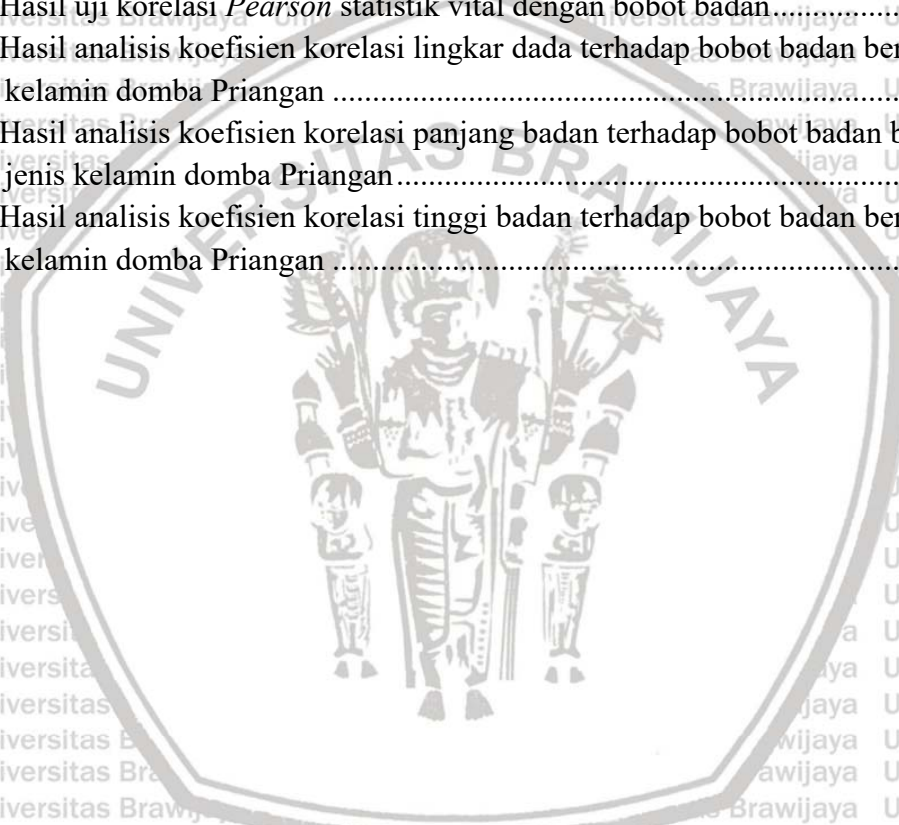 Hasil uji korelasi Pearson statistik vital dengan bobot badan................
Hasil analisis koefisien korelasi lingkar dada terhadap bobot badan ber
kelamin domba Priangan ......................................................................
Hasil analisis koefisien korelasi panjang badan terhadap bobot badan b
jenis kelamin domba Priangan..............................................................
Hasil analisis koefisien korelasi tinggi badan terhadap bobot badan ber
kelamin domba Priangan ......................................................................
UNIVERSITAS BRAWIJAYA